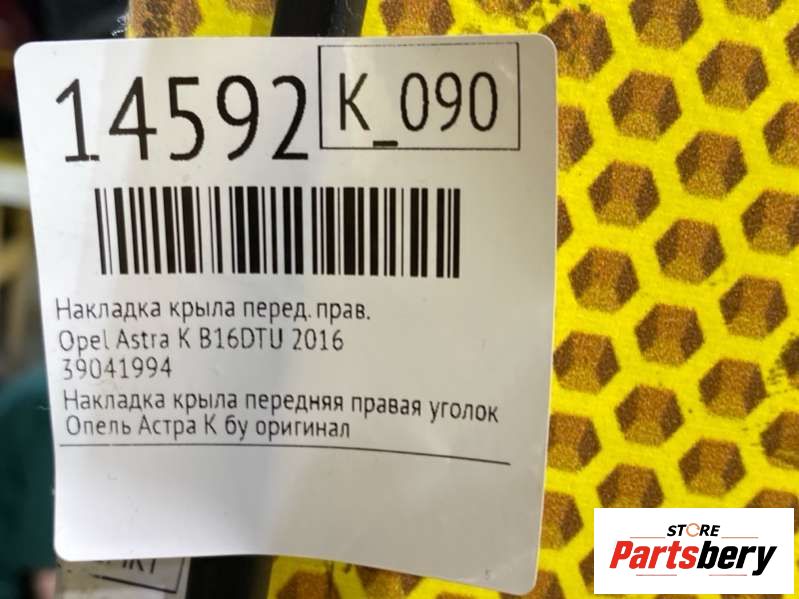 14592
K_090
Накладка крыла перед. прав.
Opel Astra K B16DTU 2016
39041994
Накладка крыла передняя правая уголок
Опель Астра К бу оригинал
STORE
Partsbery